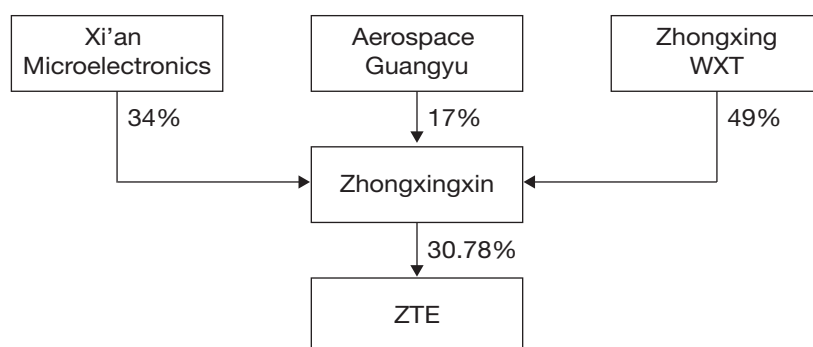 Xi’an
Microelectronics
Aerospace
Guangyu
Zhongxing
WXT
34%
17%
49%
Zhongxingxin
30.78%
ZTE